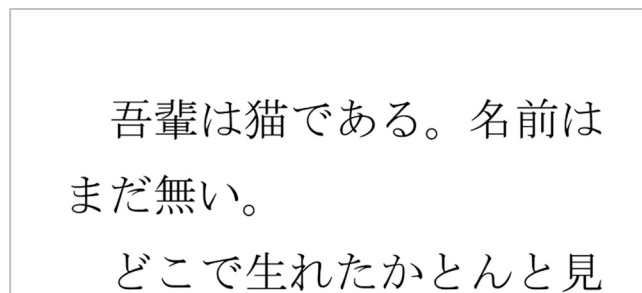 吾輩は猫である。名前は
まだ無い。
　どこで生れたかとんと見